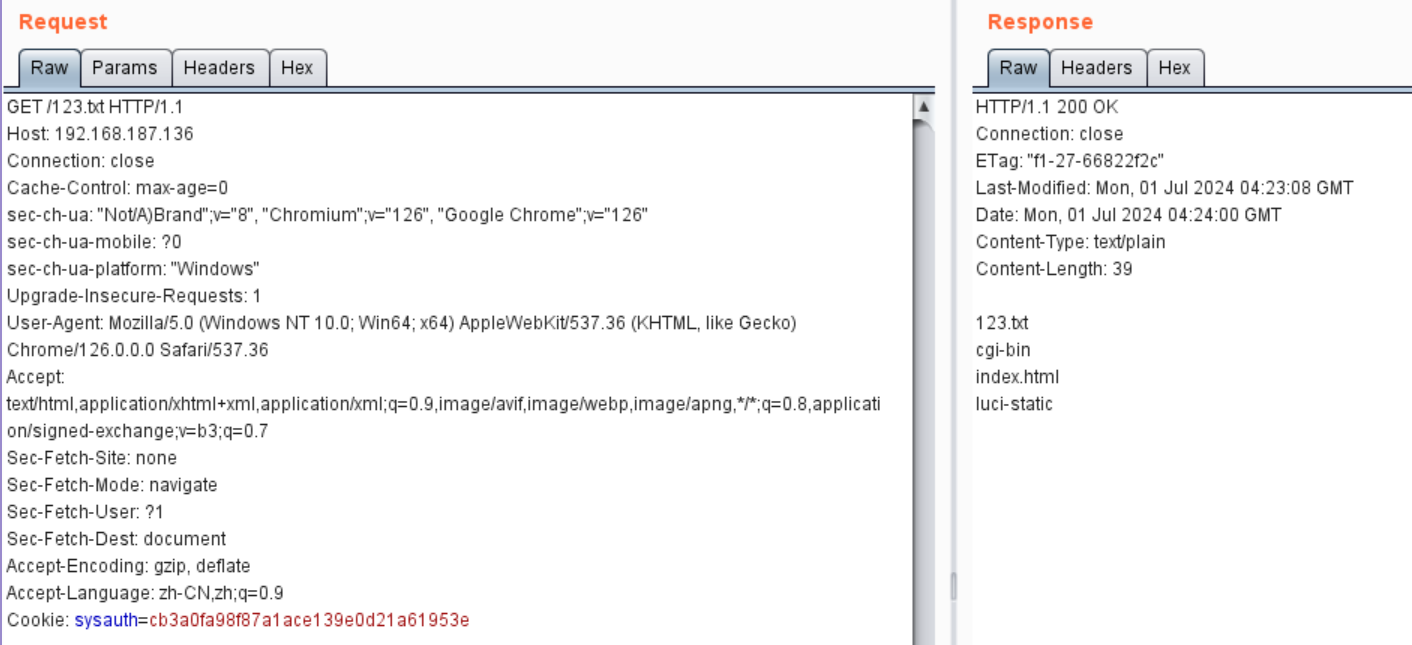 Request
Raw Params Headers Hex
GET /123.txt HTTP/1.1
Host: 192.168.187.136
Connection: close
Cache-Control: max-age=0
sec-ch-ua: "Not/A)Brand";v="8", "Chromium";v="126", "Google Chrome";v="126"
sec-ch-ua-mobile: ?0
sec-ch-ua-platform: "Windows"
Upgrade-Insecure-Requests: 1
User-Agent: Mozilla/5.0 (Windows NT 10.0; Win64; x64) AppleWebKit/537.36 (KHTML, like Gecko)
Chrome/126.0.0.0 Safari/537.36
Accept:
text/html,application/xhtml+xml,application/xml;q=0.9,image/avif,image/webp,image/apng,*/*;q=0.8,applicati
on/signed-exchange;v=b3;q=0.7
Sec-Fetch-Site: none
Sec-Fetch-Mode: navigate
Sec-Fetch-User: ?1
Sec-Fetch-Dest: document
Accept-Encoding: gzip, deflate
Accept-Language: zh-CN,zh;q=0.9
Cookie: sysauth=cb3a0fa98f87a1ace139e0d21a61953e
Response
Raw Headers Hex
HTTP/1.1 200 OK
Connection: close
ETag: "f1-27-66822f2c"
Last-Modified: Mon, 01 Jul 2024 04:23:08 GMT
Date: Mon, 01 Jul 2024 04:24:00 GMT
Content-Type: text/plain
Content-Length: 39
123.txt
cgi-bin
index.html
luci-static